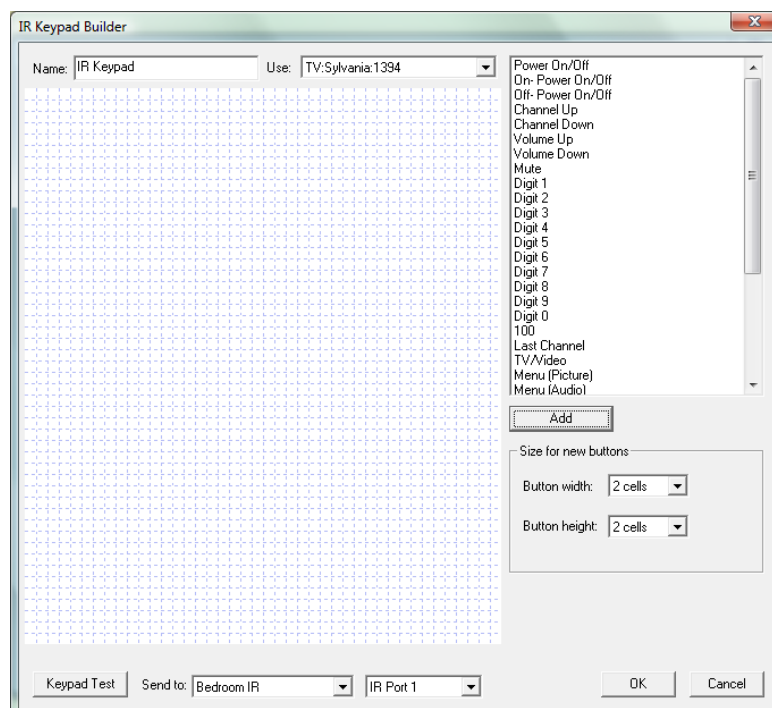 IR Keypad Builder
Name: IR Keypad Use: TV:Sylvania:1394
Power On/Off
On- Power On/Off
Off- Power On/Off
Channel Up
Channel Down
Volume Up
Volume Down
Mute
Digit 1
Digit 2
Digit 3
Digit 4
Digit 5
Digit 6
Digit 7
Digit 8
Digit 9
Digit 0
100
Last Channel
TV/Video
Menu (Picture)
Menu (Audio)
Add
Size for new buttons
Button width: 2 cells
Button height: 2 cells
Keypad Test Send to: Bedroom IR IR Port 1 OK Cancel